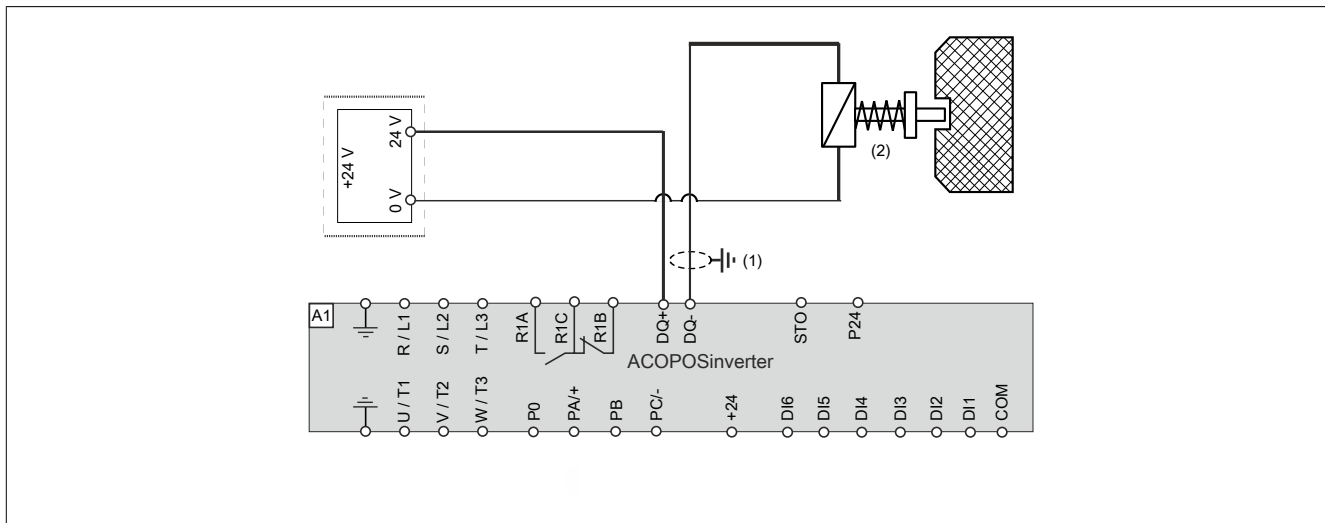 24 V
+24 V
0 V
(2)
(1)
A1
R / L1
S / L2
T / L3
R1A
R1C
R1B
DQ+
DQ-
STO
P24
ACOPOSinverter
U / T1
V / T2
W / T3
P0
PA/+
PB
PC/-
+24
DI6
DI5
DI4
DI3
DI2
DI1
COM